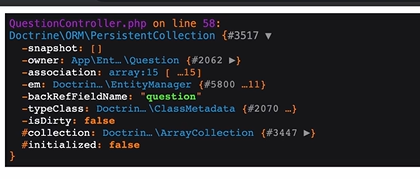 QuestionController.php on line 58:
Doctrine\ORM\PersistentCollection {#3517 ▼
-snapshot: []
-owner: App\Ent…\Question {#2062 ▶}
-association: array:15 [ …15]
-em: Doctrin…\EntityManager {#5800 …11}
-backRefFieldName: "question"
-typeClass: Doctrin…\ClassMetadata {#2070 …}
-isDirty: false
#collection: Doctrin…\ArrayCollection {#3447 ▶}
#initialized: false
}